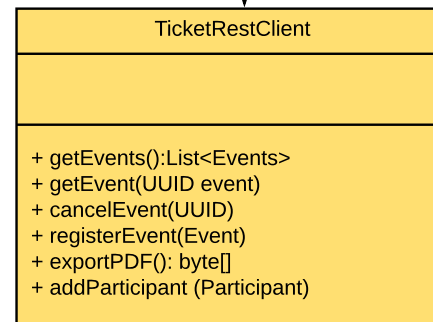 TicketRestClient
+ getEvents():List<Events>
+ getEvent(UUID event)
+ cancelEvent(UUID)
+ registerEvent(Event)
+ exportPDF(): byte[]
+ addParticipant (Participant)